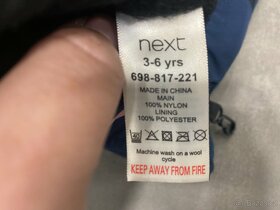 next
3-6 yrs
698-817-221
MADE IN CHINA
MAIN
100% NYLON
LINING
100% POLYESTER
Machine wash on a wool
cycle
KEEP AWAY FROM FIRE